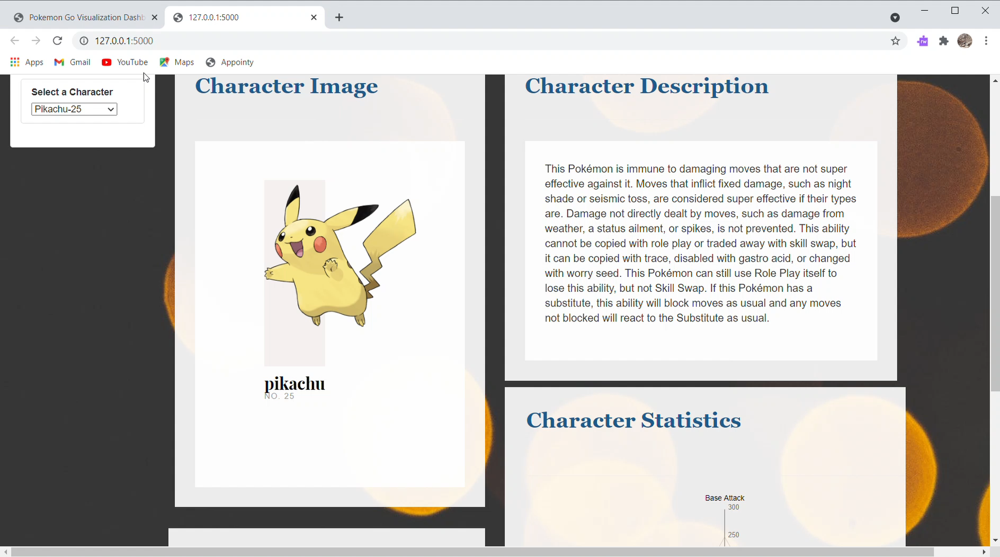 Pokemon Go Visualization Dashb
127.0.0.1:5000
127.0.0.1:5000
rw
Apps
Gmail
YouTube
Maps
Appointy
Select a Character
Pikachu-25
Character Image
pikachu
NO. 25
Character Description
This Pokémon is immune to damaging moves that are not super
effective against it. Moves that inflict fixed damage, such as night
shade or seismic toss, are considered super effective if their types
are. Damage not directly dealt by moves, such as damage from
weather, a status ailment, or spikes, is not prevented. This ability
cannot be copied with role play or traded away with skill swap, but
it can be copied with trace, disabled with gastro acid, or changed
with worry seed. This Pokémon can still use Role Play itself to
lose this ability, but not Skill Swap. If this Pokémon has a
substitute, this ability will block moves as usual and any moves
not blocked will react to the Substitute as usual.
Character Statistics
Base Attack
300
250